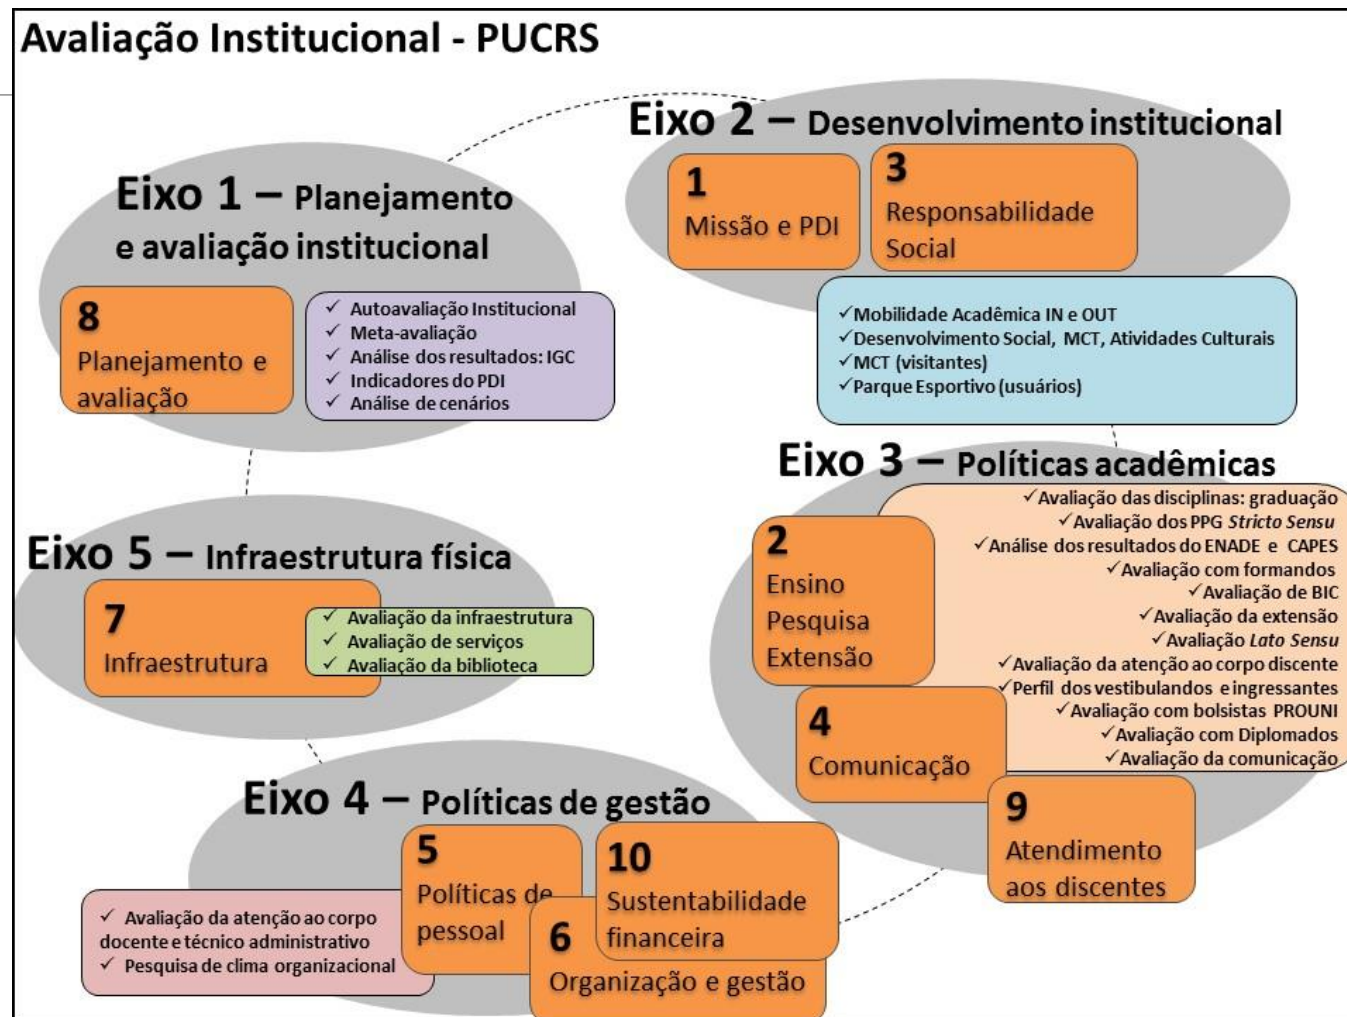 Avaliação Institucional - PUCRS
Eixo 1 – Planejamento
e avaliação institucional
8
Planejamento e
avaliação
✓ Autoavaliação Institucional
✓ Meta-avaliação
✓ Análise dos resultados: IGC
✓ Indicadores do PDI
✓ Análise de cenários
Eixo 2 – Desenvolvimento institucional
1
Missão e PDI
3
Responsabilidade
Social
✓Mobilidade Acadêmica IN e OUT
✓Desenvolvimento Social, MCT, Atividades Culturais
✓MCT (visitantes)
✓Parque Esportivo (usuários)
Eixo 3 – Políticas acadêmicas
2
Ensino
Pesquisa
Extensão
✓Avaliação das disciplinas: graduação
✓Avaliação dos PPG Stricto Sensu
✓Análise dos resultados do ENADE e CAPES
✓Avaliação com formandos
✓Avaliação de BIC
✓Avaliação da extensão
✓Avaliação Lato Sensu
✓Avaliação da atenção ao corpo discente
✓Perfil dos vestibulandos e ingressantes
✓Avaliação com bolsistas PROUNI
✓Avaliação com Diplomados
✓Avaliação da comunicação
4
Comunicação
9
Atendimento
aos discentes
Eixo 5 – Infraestrutura física
7
Infraestrutura
✓ Avaliação da infraestrutura
✓ Avaliação de serviços
✓ Avaliação da biblioteca
Eixo 4 – Políticas de gestão
5
Políticas de
pessoal
10
Sustentabilidade
financeira
6
Organização e gestão
✓ Avaliação da atenção ao corpo
docente e técnico administrativo
✓ Pesquisa de clima organizacional